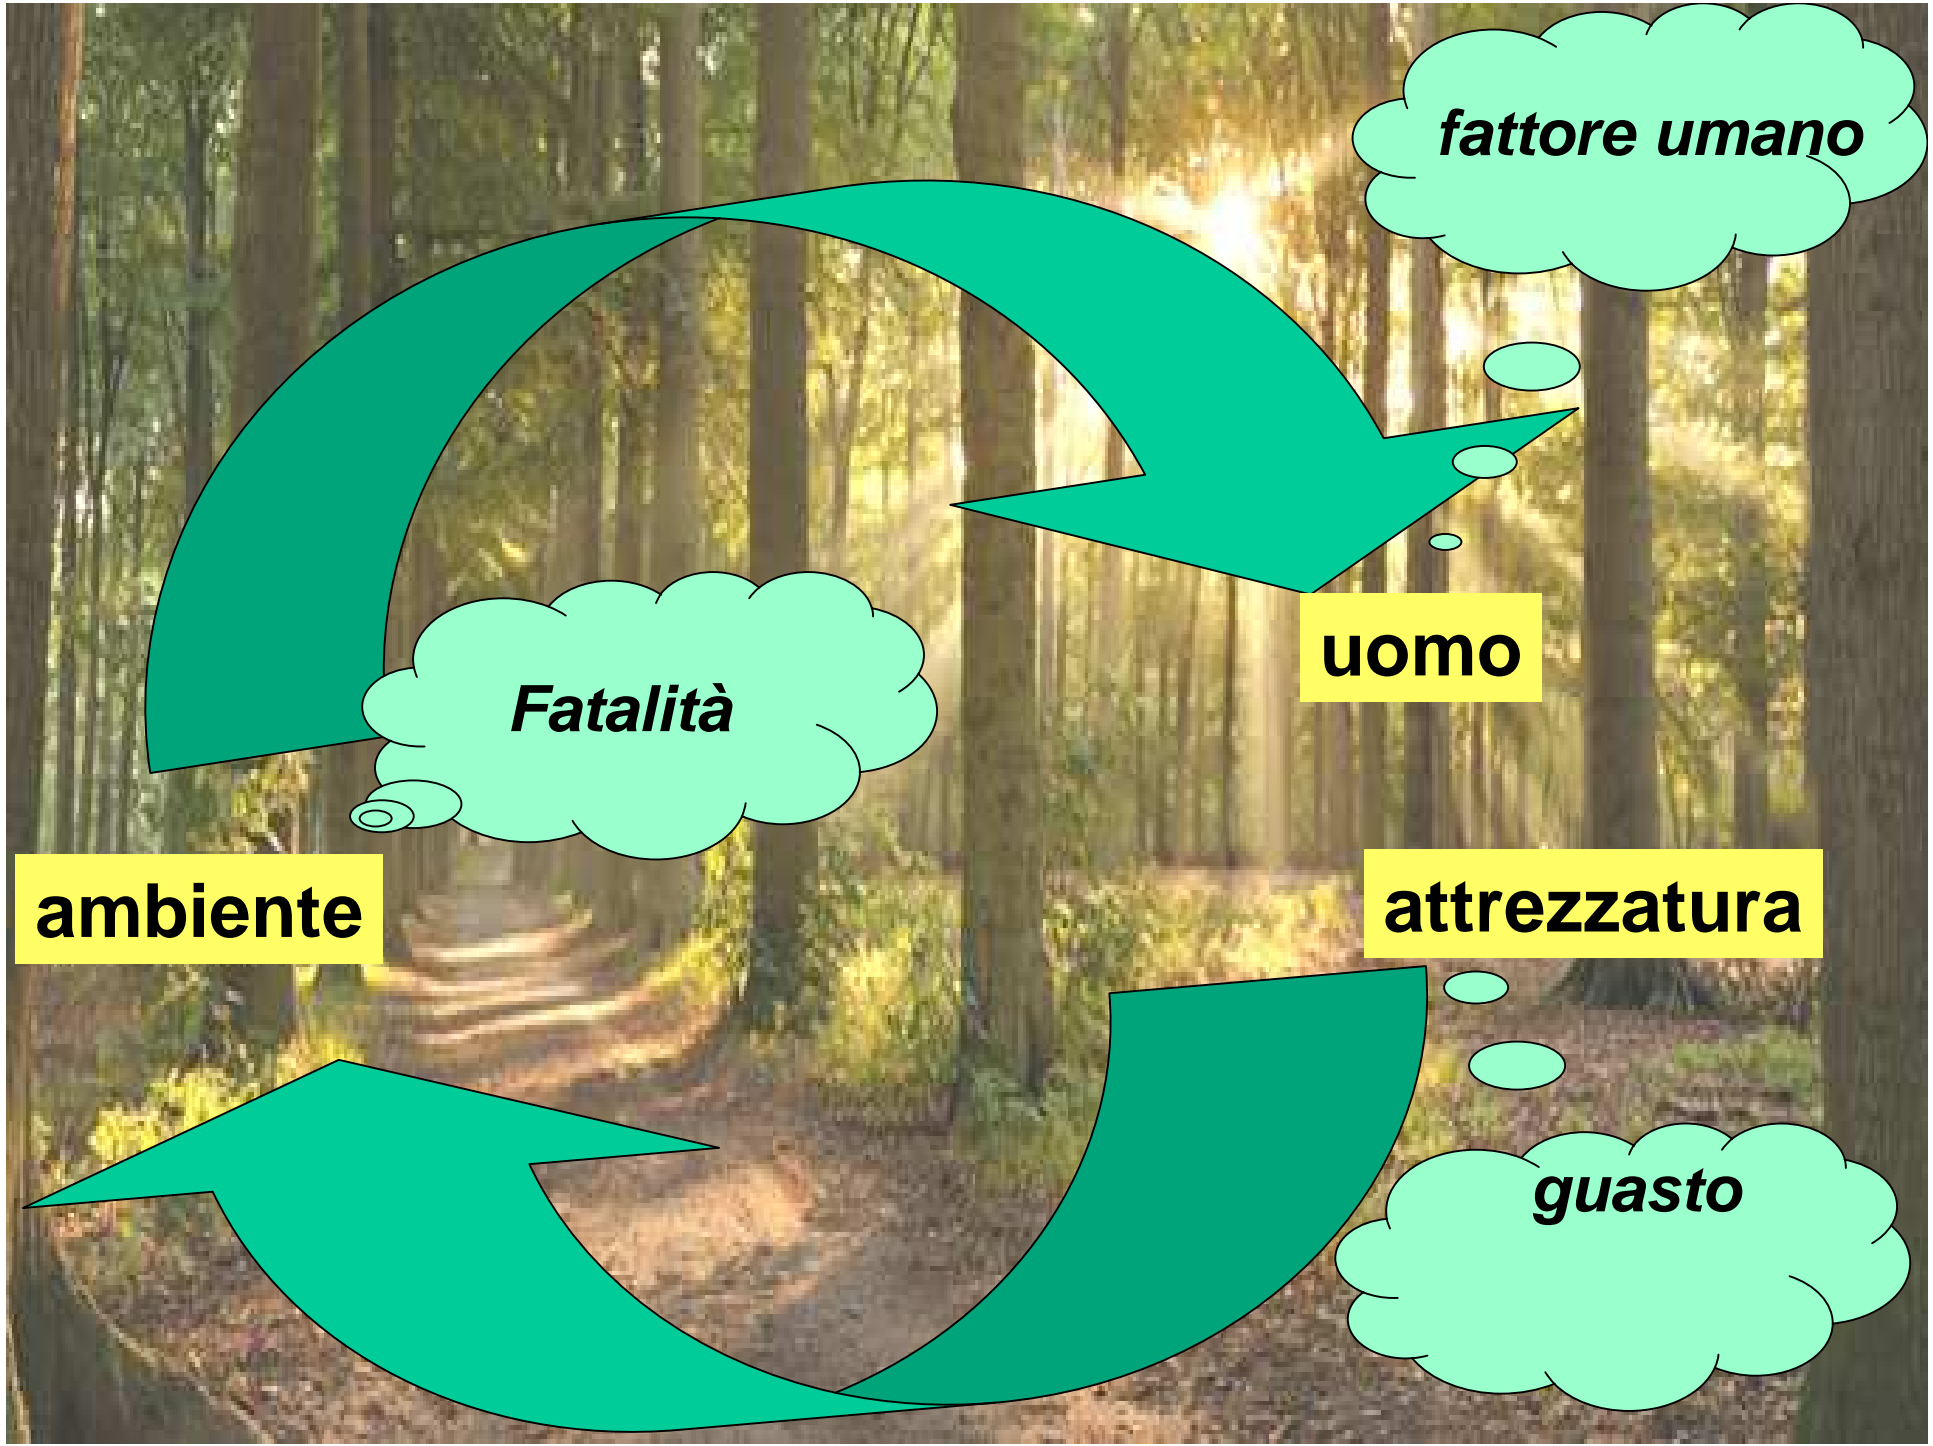 fattore umano
uomo
Fatalità
ambiente
attrezzatura
guasto